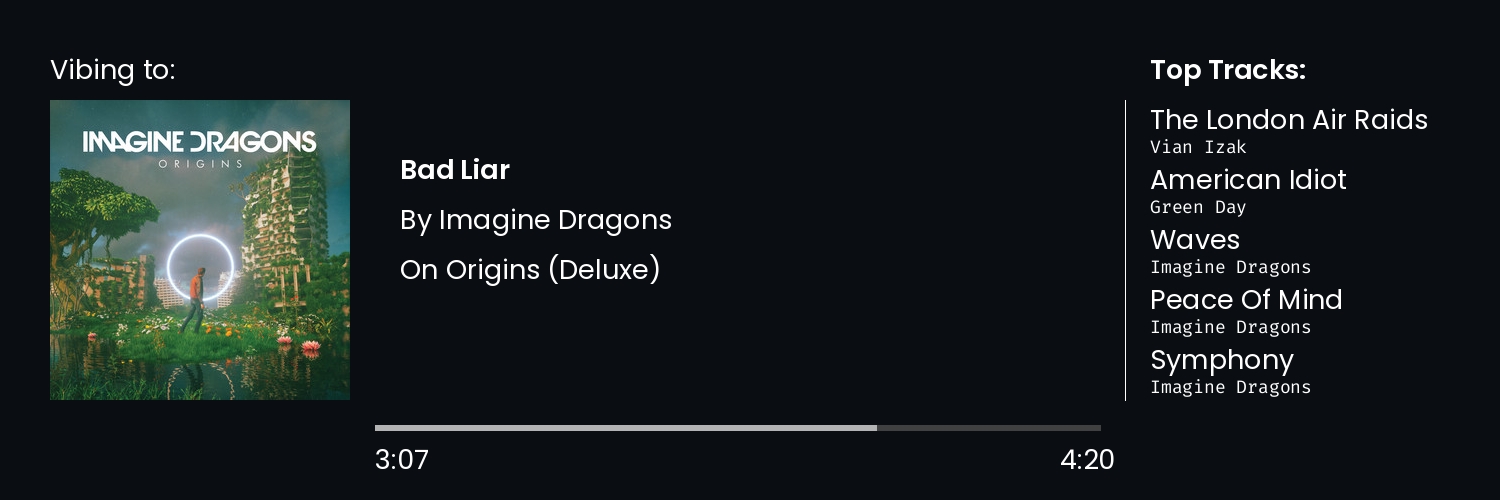 Vibing to:
IMAGINE DRAGONS
ORIGINS
Bad Liar
By Imagine Dragons
On Origins (Deluxe)
3:07
4:20
Top Tracks:
The London Air Raids
Vian Izak
American Idiot
Green Day
Waves
Imagine Dragons
Peace Of Mind
Imagine Dragons
Symphony
Imagine Dragons